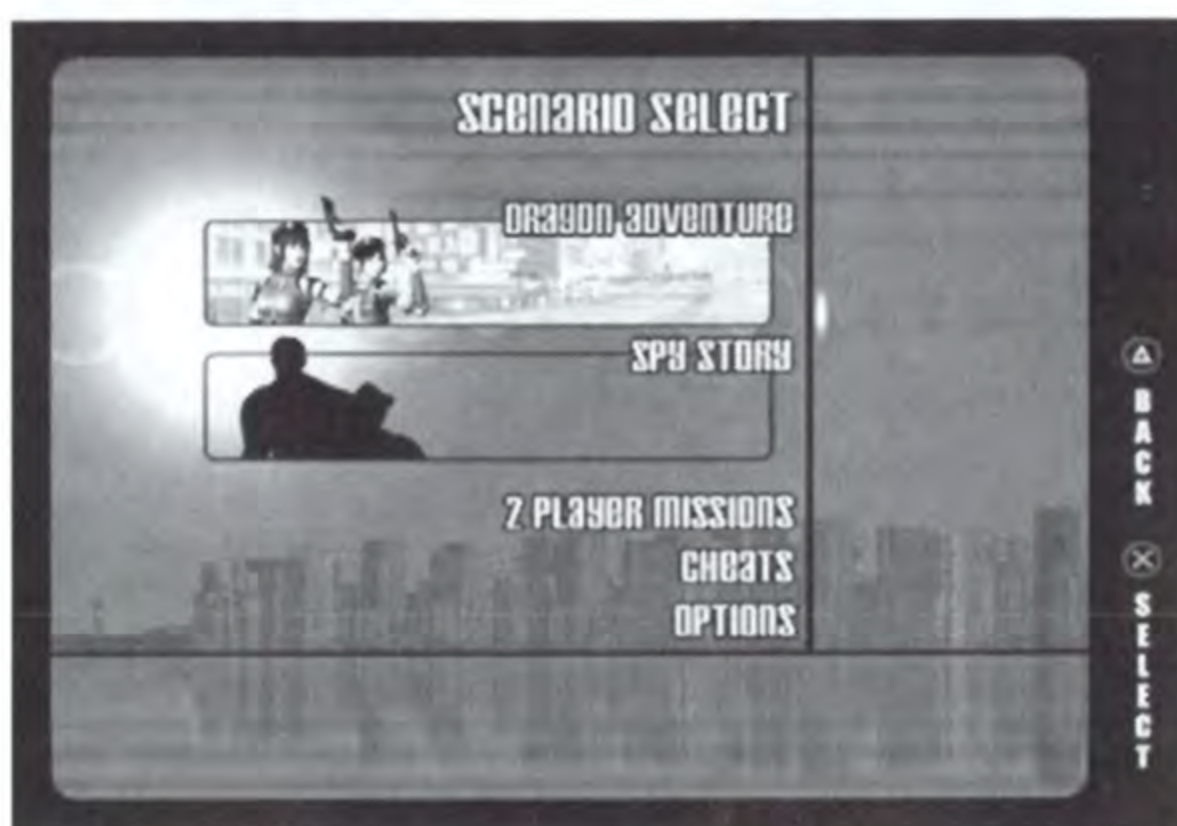 SCENARIO SELECT
DRAGON ADVENTURE
SPY STORY
2 PLAYER MISSIONS
CHEATS
OPTIONS
BACK
SELECT